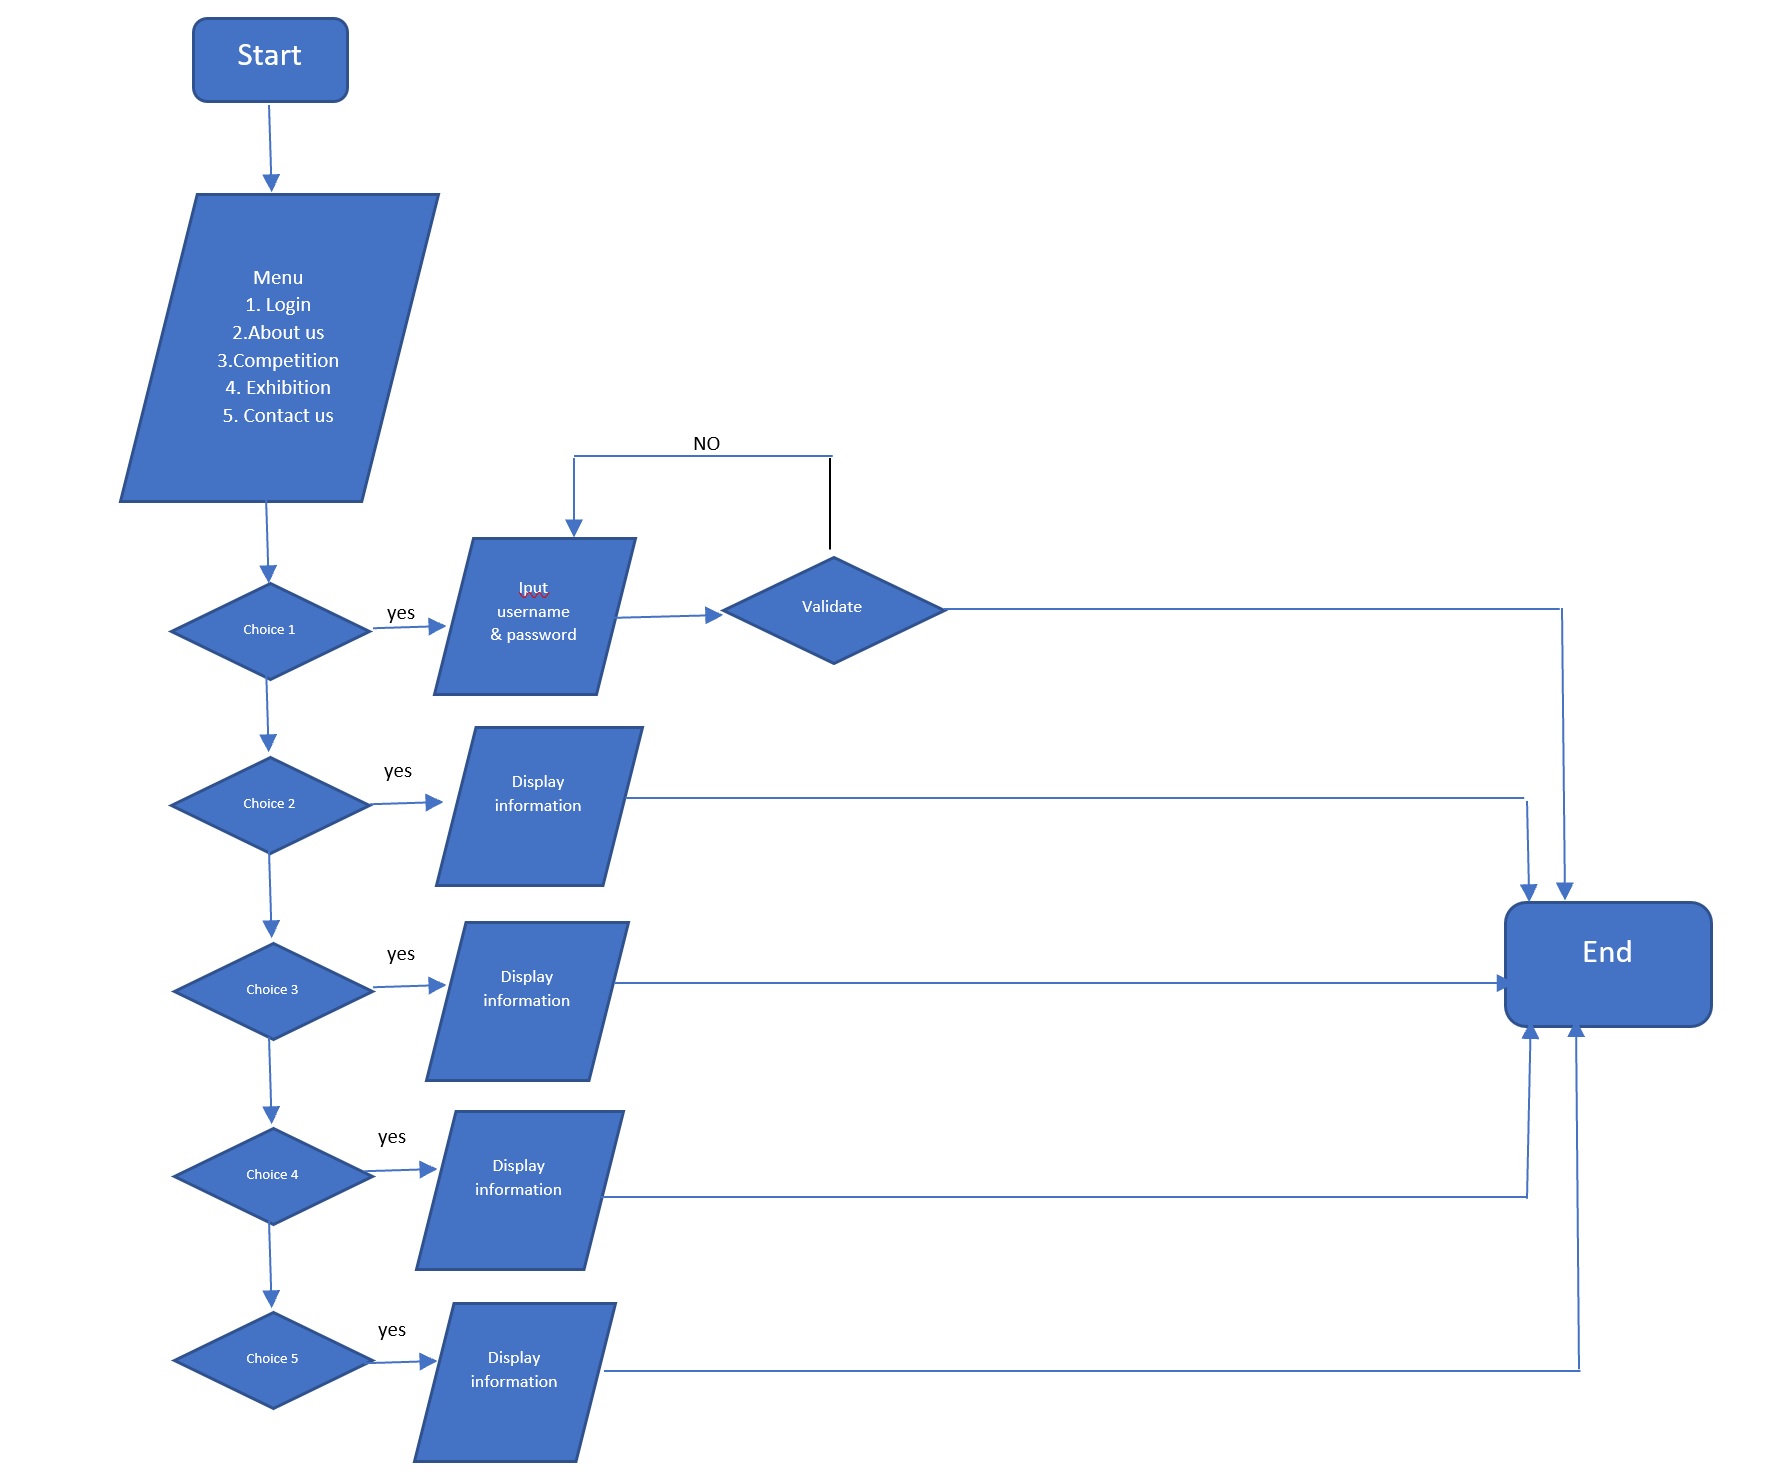 Start
Menu
1. Login
2.About us
3.Competition
4. Exhibition
5. Contact us
NO
Choice 1
yes
Iput
username
& password
Validate
Choice 2
yes
Display
information
Choice 3
yes
Display
information
End
Choice 4
yes
Display
information
Choice 5
yes
Display
information